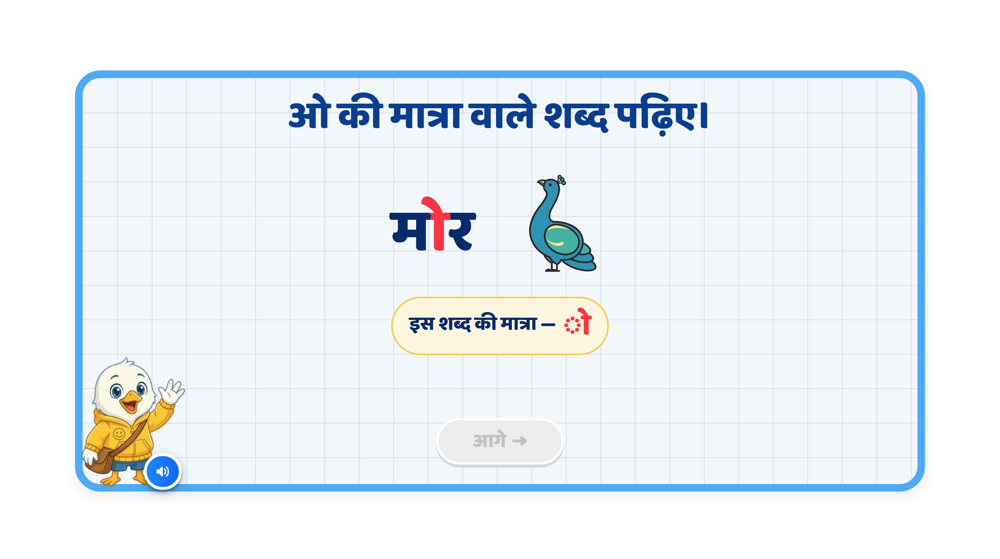 ओ की मात्रा वाले शब्द पढ़िए।
मोर
इस शब्द की मात्रा – ो
आगे →